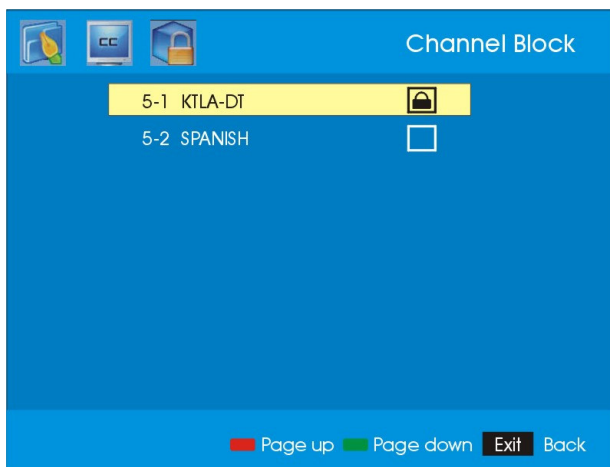 CC
Channel Block
5-1 KTLA-DT
5-2 SPANISH
Page up Page down Exit Back